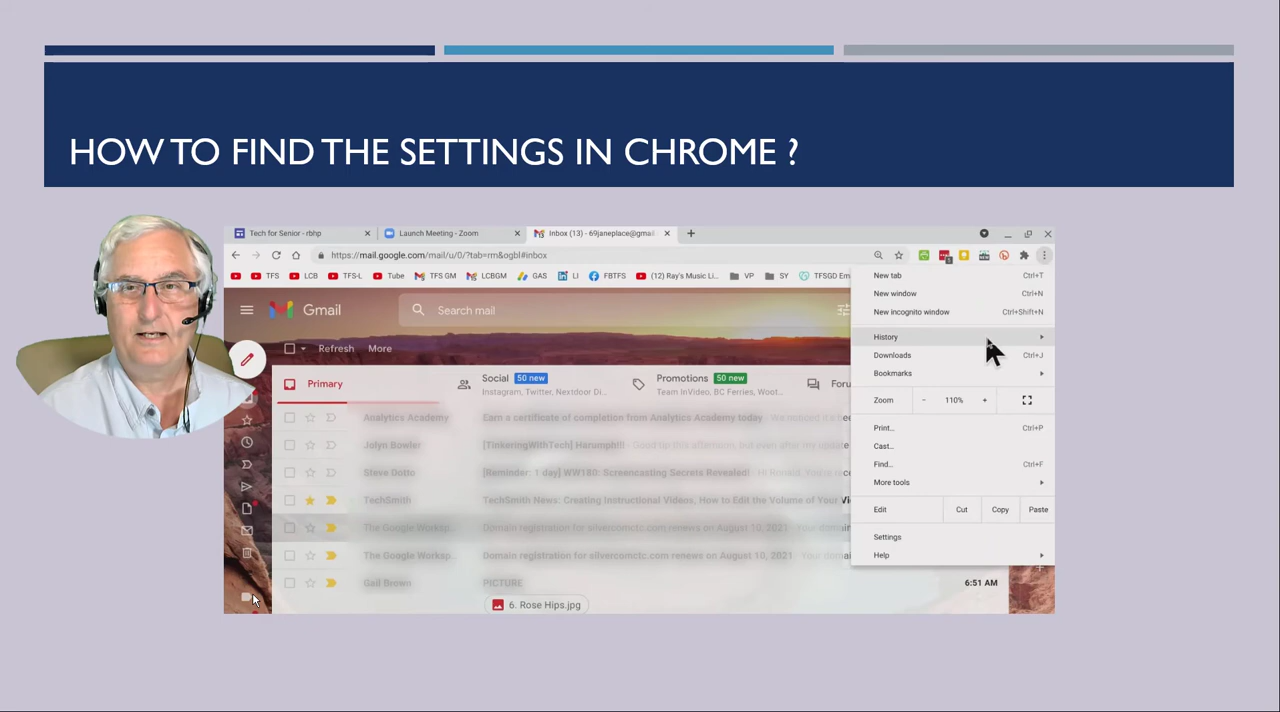 HOW TO FIND THE SETTINGS IN CHROME ?
Tech for Senior - rbhp
Launch Meeting - Zoom
Inbox (13) - 69janeplace@gmai
https://mail.google.com/mail/u/0/?tab=rm&ogbl#inbox
TFS LCB TFS-L Tube TFS GM LCBGM GAS LI FBTFS (12) Ray's Music Li... VP SY TFSGD Em
Gmail
Search mail
Refresh More
Primary
Social 50 new
Instagram, Twitter, Nextdoor Di...
Promotions 50 new
Team InVideo, BC Ferries, Woot...
Foru
Analytics Academy Earn a certificate of completion from Analytics Academy today
Jolyn Bowler [TinkeringWithTech] Harumph!!! - Good
Steve Dotto [Reminder: 1 day] WW180: Screencasting Secrets Revealed! - Hi
TechSmith TechSmith News: Creating Instructional Videos, How to Edit the Volume of Your Vi
The Google Worksp... Domain registration for silvercomctc.com renews on August 10, 2021
The Google Worksp... Domain registration for silvercomctc.com renews on August 10, 2021
Gail Brown PICTURE 6:51 AM
6. Rose Hips.jpg
New tab Ctrl+T
New window Ctrl+N
New incognito window Ctrl+Shift+N
History
Downloads Ctrl+J
Bookmarks
Zoom - 110% +
Print... Ctrl+P
Cast...
Find... Ctrl+F
More tools
Edit Cut Copy Paste
Settings
Help